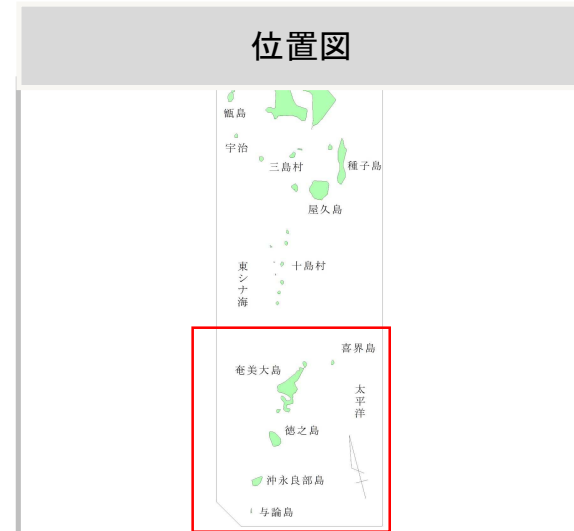 位置図
甑島
宇治
三島村
種子島
屋久島
十島村
東シナ海
喜界島
奄美大島
太平洋
徳之島
沖永良部島
与論島